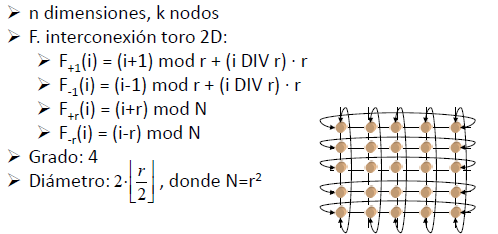 ➢ n dimensiones, k nodos
➢ F. interconexión toro 2D:
➢ F₊₁(i) = (i+1) mod r + (i DIV r) · r
➢ F₋₁(i) = (i-1) mod r + (i DIV r) · r
➢ F₊ᵣ(i) = (i+r) mod N
➢ F₋ᵣ(i) = (i-r) mod N
➢ Grado: 4
➢ Diámetro: 2·⌊r/2⌋ , donde N=r²